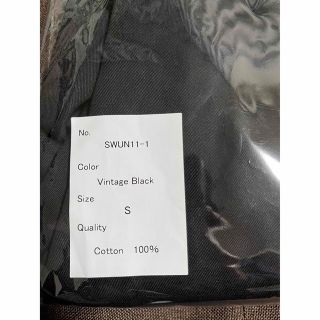 No.
SWUN11-1
Color
Vintage Black
Size
S
Quality
Cotton 100%